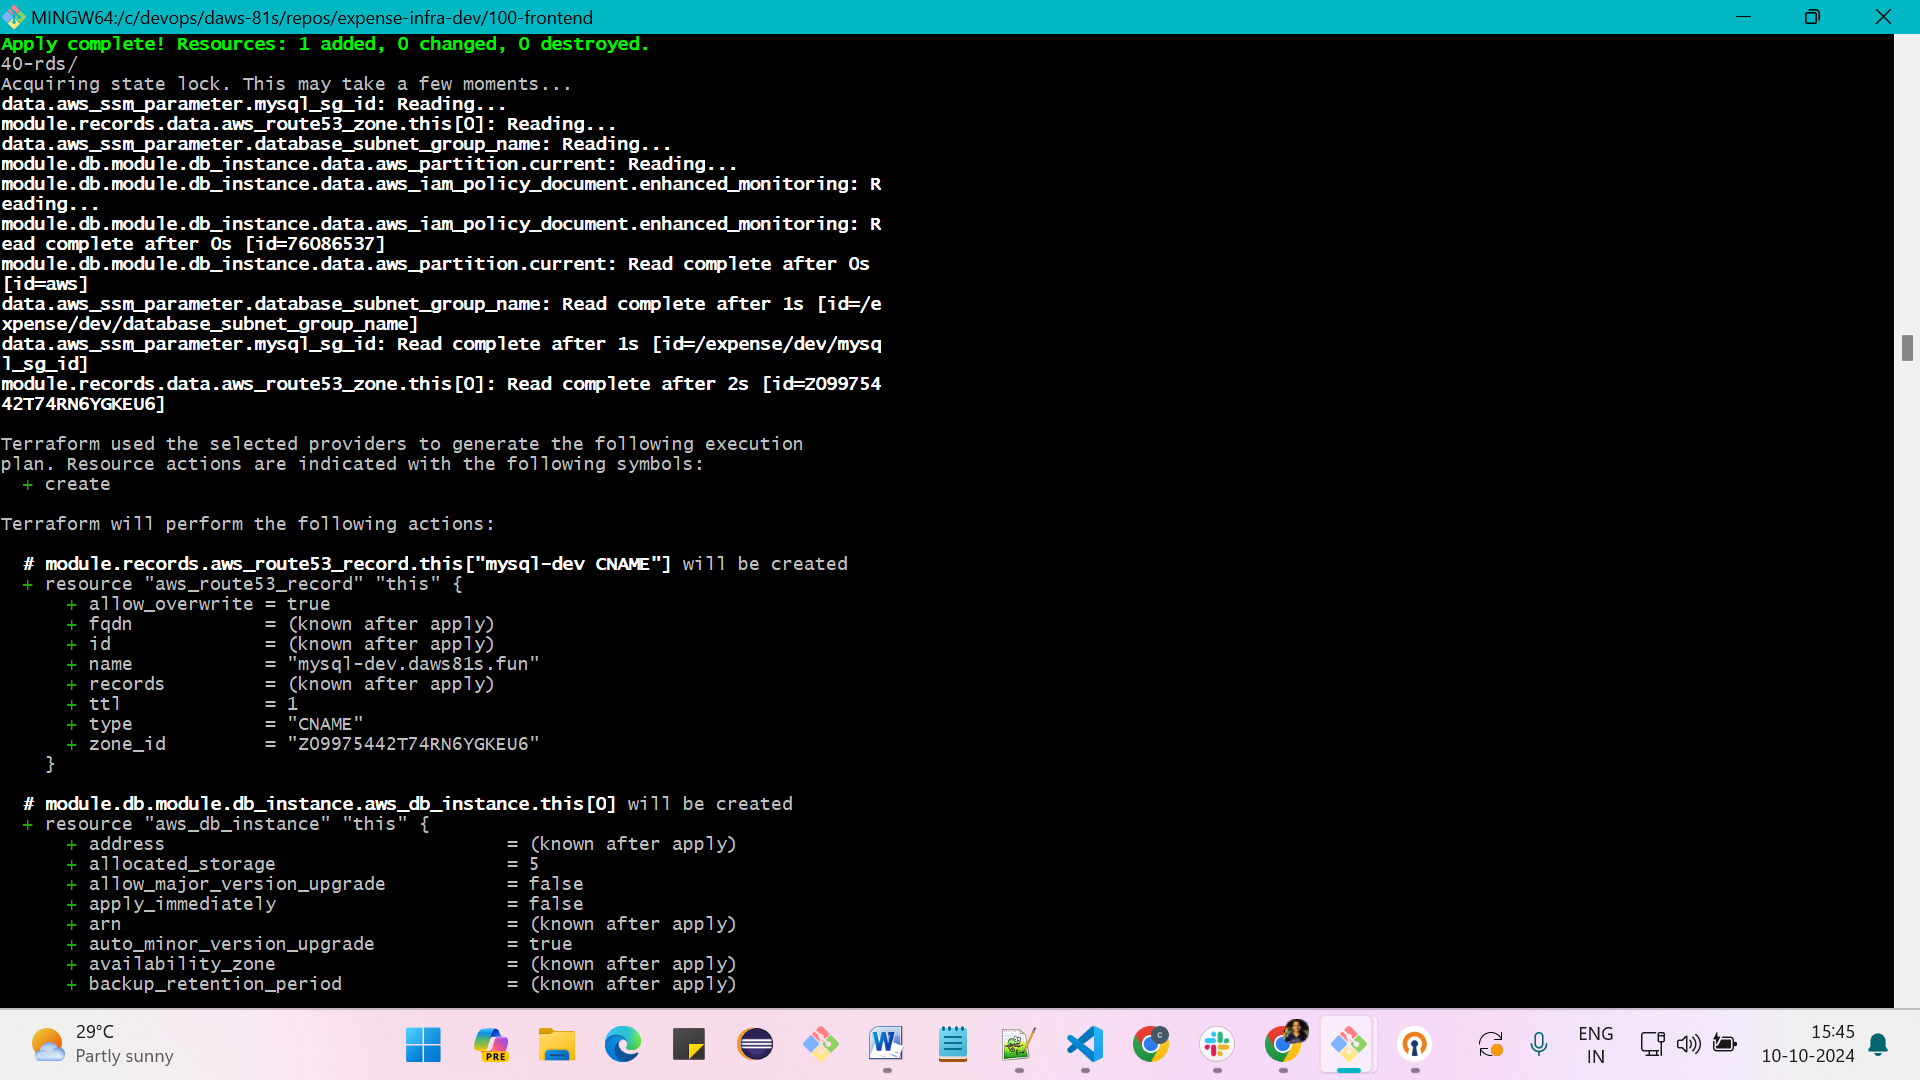 MINGW64:/c/devops/daws-81s/repos/expense-infra-dev/100-frontend
Apply complete! Resources: 1 added, 0 changed, 0 destroyed.
40-rds/
Acquiring state lock. This may take a few moments...
data.aws_ssm_parameter.mysql_sg_id: Reading...
module.records.data.aws_route53_zone.this[0]: Reading...
data.aws_ssm_parameter.database_subnet_group_name: Reading...
module.db.module.db_instance.data.aws_partition.current: Reading...
module.db.module.db_instance.data.aws_iam_policy_document.enhanced_monitoring: R
eading...
module.db.module.db_instance.data.aws_iam_policy_document.enhanced_monitoring: R
ead complete after 0s [id=76086537]
module.db.module.db_instance.data.aws_partition.current: Read complete after 0s
[id=aws]
data.aws_ssm_parameter.database_subnet_group_name: Read complete after 1s [id=/e
xpense/dev/database_subnet_group_name]
data.aws_ssm_parameter.mysql_sg_id: Read complete after 1s [id=/expense/dev/mysq
l_sg_id]
module.records.data.aws_route53_zone.this[0]: Read complete after 2s [id=Z099754
42T74RN6YGKEU6]
Terraform used the selected providers to generate the following execution
plan. Resource actions are indicated with the following symbols:
+ create
Terraform will perform the following actions:
# module.records.aws_route53_record.this["mysql-dev CNAME"] will be created
+ resource "aws_route53_record" "this" {
+ allow_overwrite = true
+ fqdn = (known after apply)
+ id = (known after apply)
+ name = "mysql-dev.daws81s.fun"
+ records = (known after apply)
+ ttl = 1
+ type = "CNAME"
+ zone_id = "Z09975442T74RN6YGKEU6"
}
# module.db.module.db_instance.aws_db_instance.this[0] will be created
+ resource "aws_db_instance" "this" {
+ address = (known after apply)
+ allocated_storage = 5
+ allow_major_version_upgrade = false
+ apply_immediately = false
+ arn = (known after apply)
+ auto_minor_version_upgrade = true
+ availability_zone = (known after apply)
+ backup_retention_period = (known after apply)
29°C
Partly sunny
PRE
W
C
ENG
IN
15:45
10-10-2024